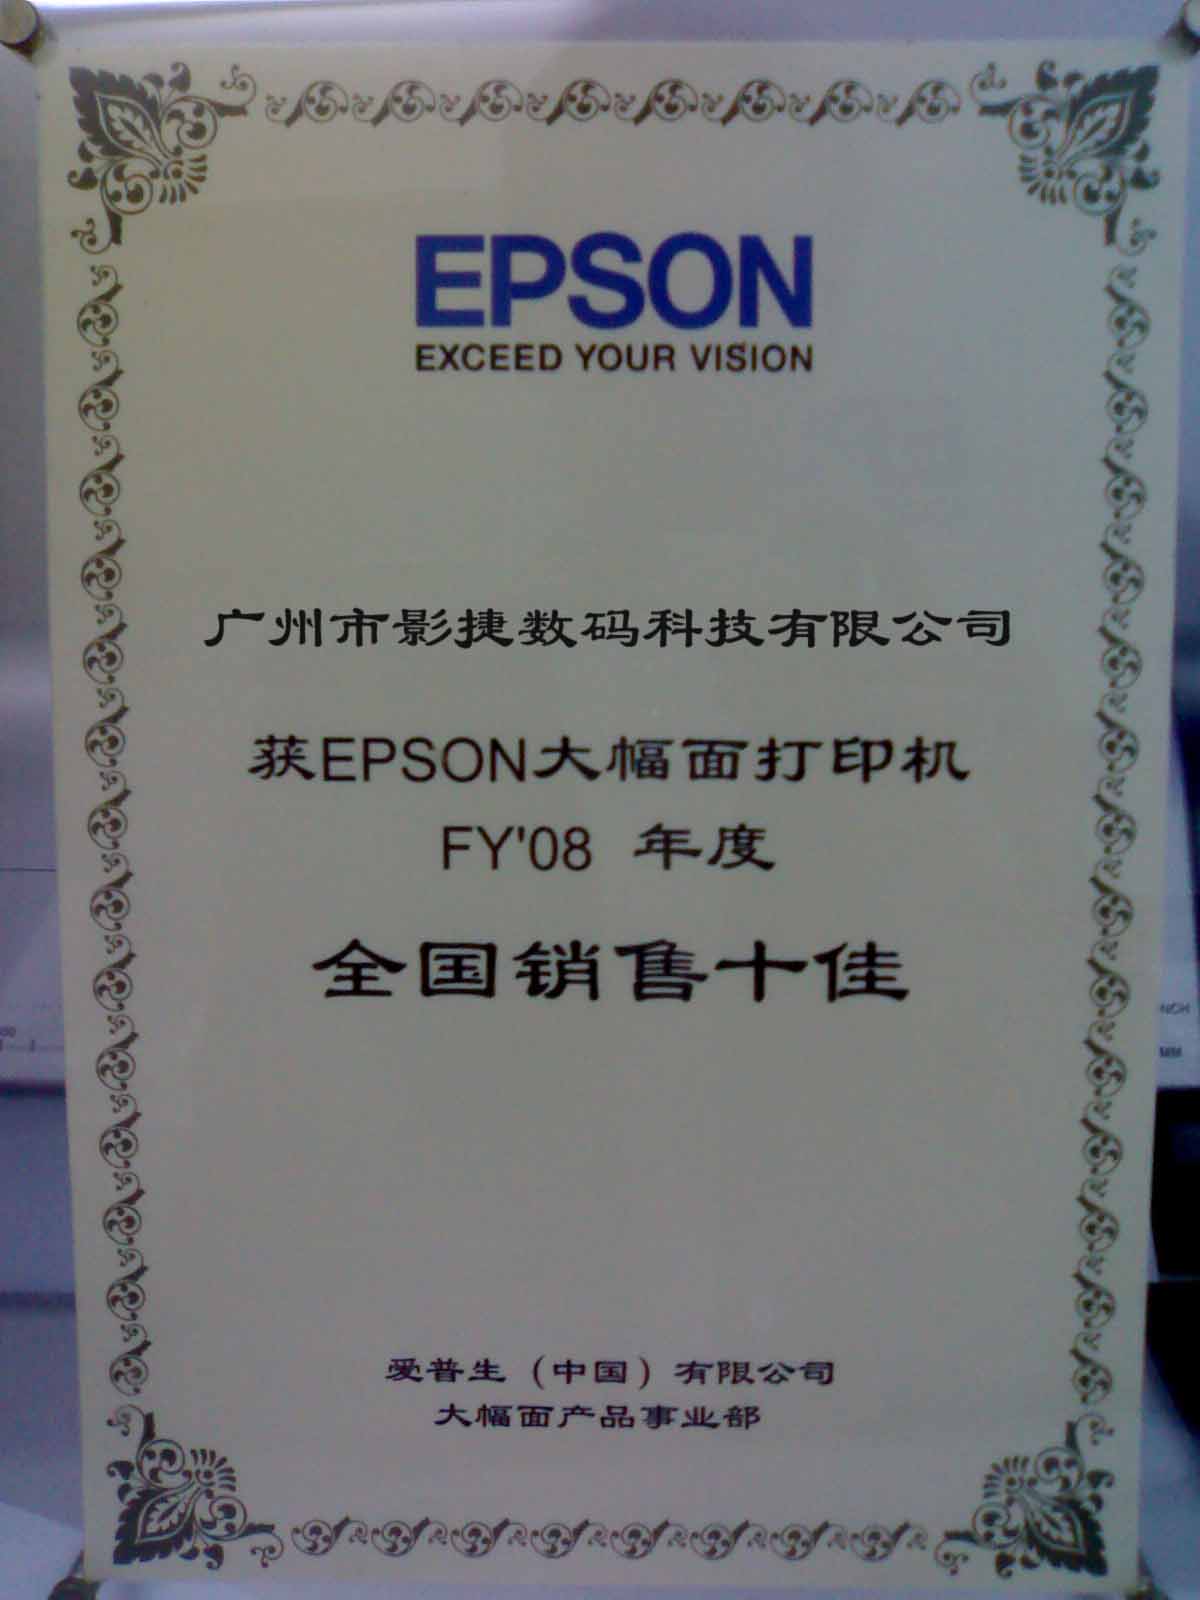 EPSON
EXCEED YOUR VISION
广州市影捷数码科技有限公司
获EPSON大幅面打印机
FY'08 年度
全国销售十佳
爱普生（中国）有限公司
大幅面产品事业部
MM